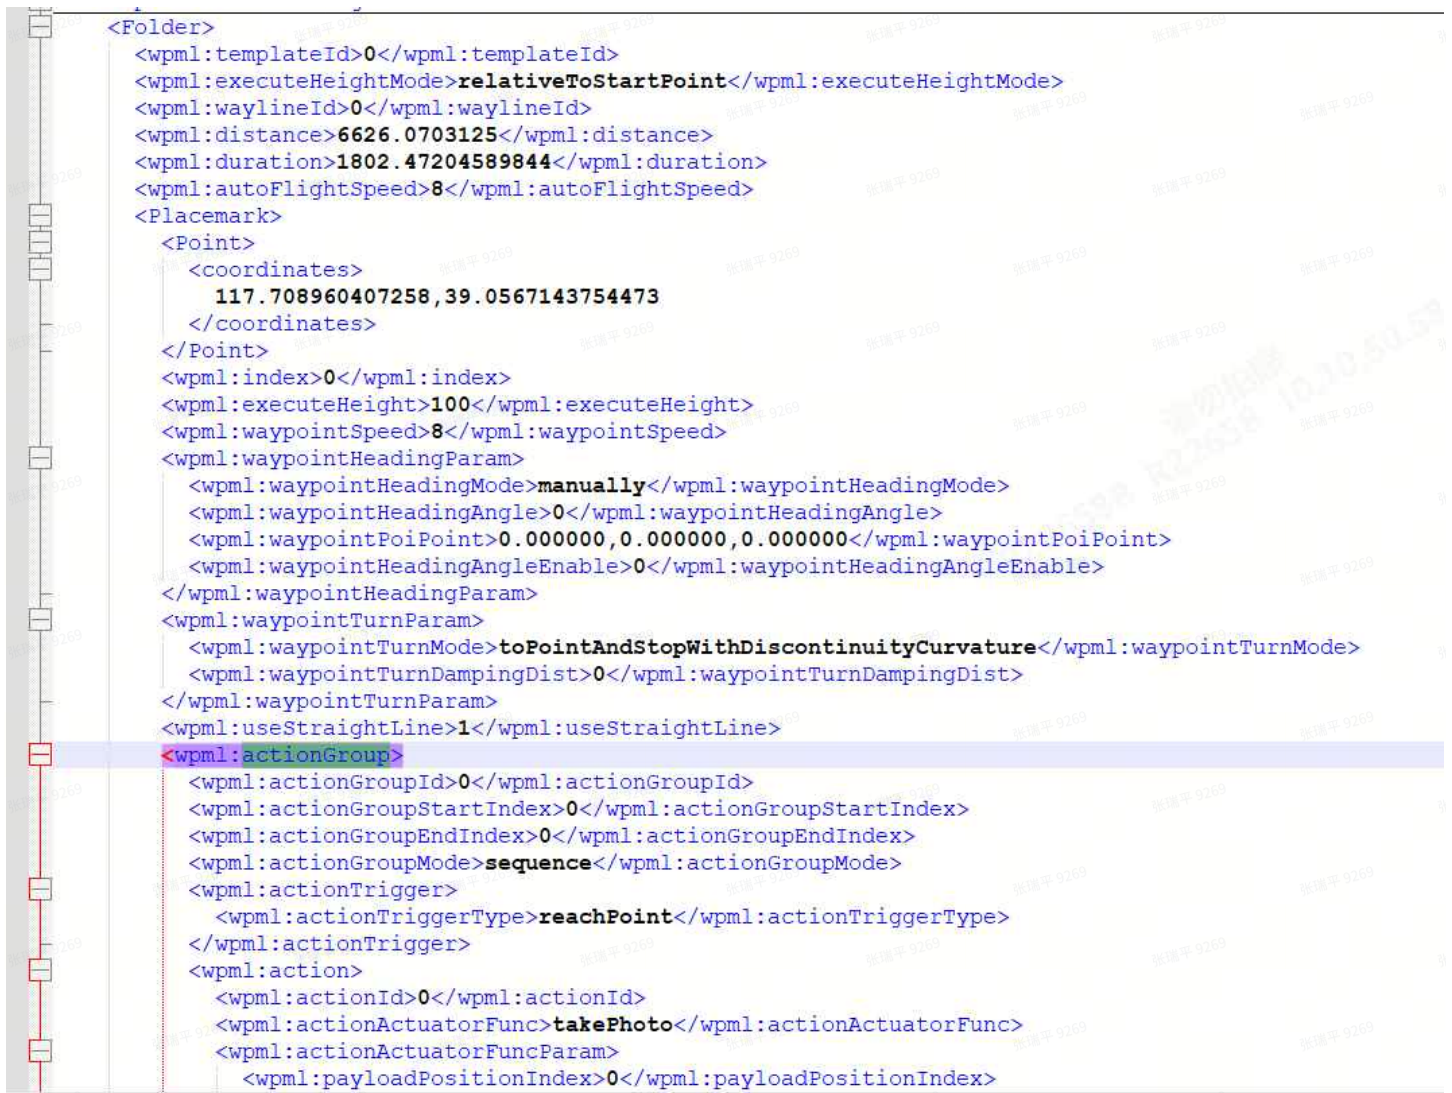 <Folder>
<wpml:templateId>0</wpml:templateId>
<wpml:executeHeightMode>relativeToStartPoint</wpml:executeHeightMode>
<wpml:waylineId>0</wpml:waylineId>
<wpml:distance>6626.0703125</wpml:distance>
<wpml:duration>1802.47204589844</wpml:duration>
<wpml:autoFlightSpeed>8</wpml:autoFlightSpeed>
<Placemark>
<Point>
<coordinates>
117.708960407258,39.0567143754473
</coordinates>
</Point>
<wpml:index>0</wpml:index>
<wpml:executeHeight>100</wpml:executeHeight>
<wpml:waypointSpeed>8</wpml:waypointSpeed>
<wpml:waypointHeadingParam>
<wpml:waypointHeadingMode>manually</wpml:waypointHeadingMode>
<wpml:waypointHeadingAngle>0</wpml:waypointHeadingAngle>
<wpml:waypointPoiPoint>0.000000,0.000000,0.000000</wpml:waypointPoiPoint>
<wpml:waypointHeadingAngleEnable>0</wpml:waypointHeadingAngleEnable>
</wpml:waypointHeadingParam>
<wpml:waypointTurnParam>
<wpml:waypointTurnMode>toPointAndStopWithDiscontinuityCurvature</wpml:waypointTurnMode>
<wpml:waypointTurnDampingDist>0</wpml:waypointTurnDampingDist>
</wpml:waypointTurnParam>
<wpml:useStraightLine>1</wpml:useStraightLine>
<wpml:actionGroup>
<wpml:actionGroupId>0</wpml:actionGroupId>
<wpml:actionGroupStartIndex>0</wpml:actionGroupStartIndex>
<wpml:actionGroupEndIndex>0</wpml:actionGroupEndIndex>
<wpml:actionGroupMode>sequence</wpml:actionGroupMode>
<wpml:actionTrigger>
<wpml:actionTriggerType>reachPoint</wpml:actionTriggerType>
</wpml:actionTrigger>
<wpml:action>
<wpml:actionId>0</wpml:actionId>
<wpml:actionActuatorFunc>takePhoto</wpml:actionActuatorFunc>
<wpml:actionActuatorFuncParam>
<wpml:payloadPositionIndex>0</wpml:payloadPositionIndex>